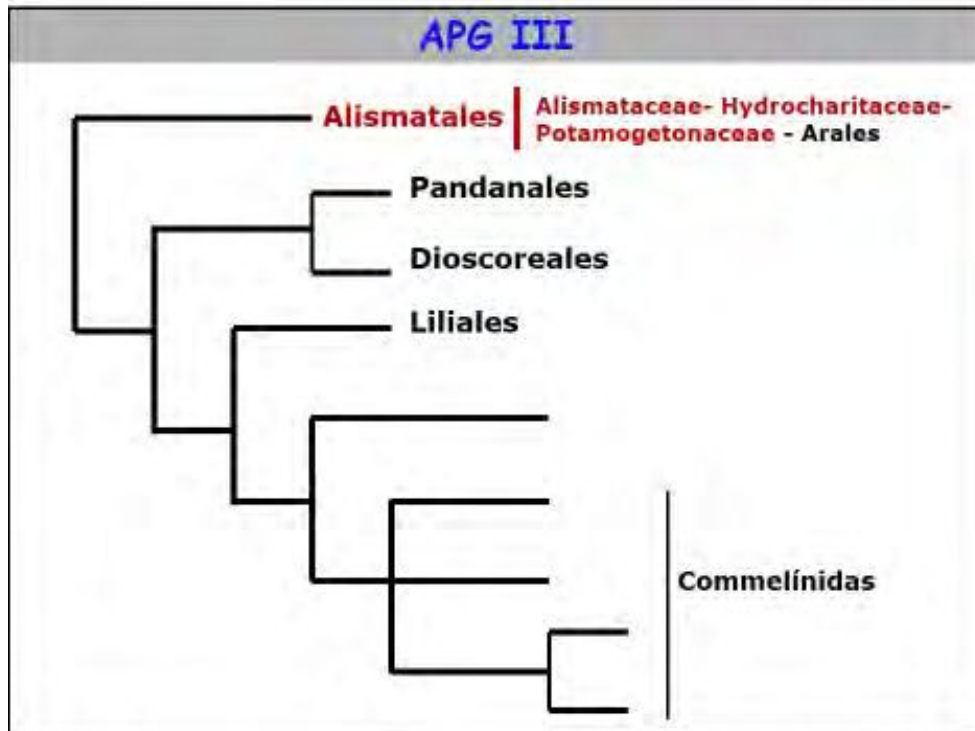 APG III
Alismatales
Alismataceae- Hydrocharitaceae-
Potamogetonaceae - Arales
Pandanales
Dioscoreales
Liliales
Commelínidas